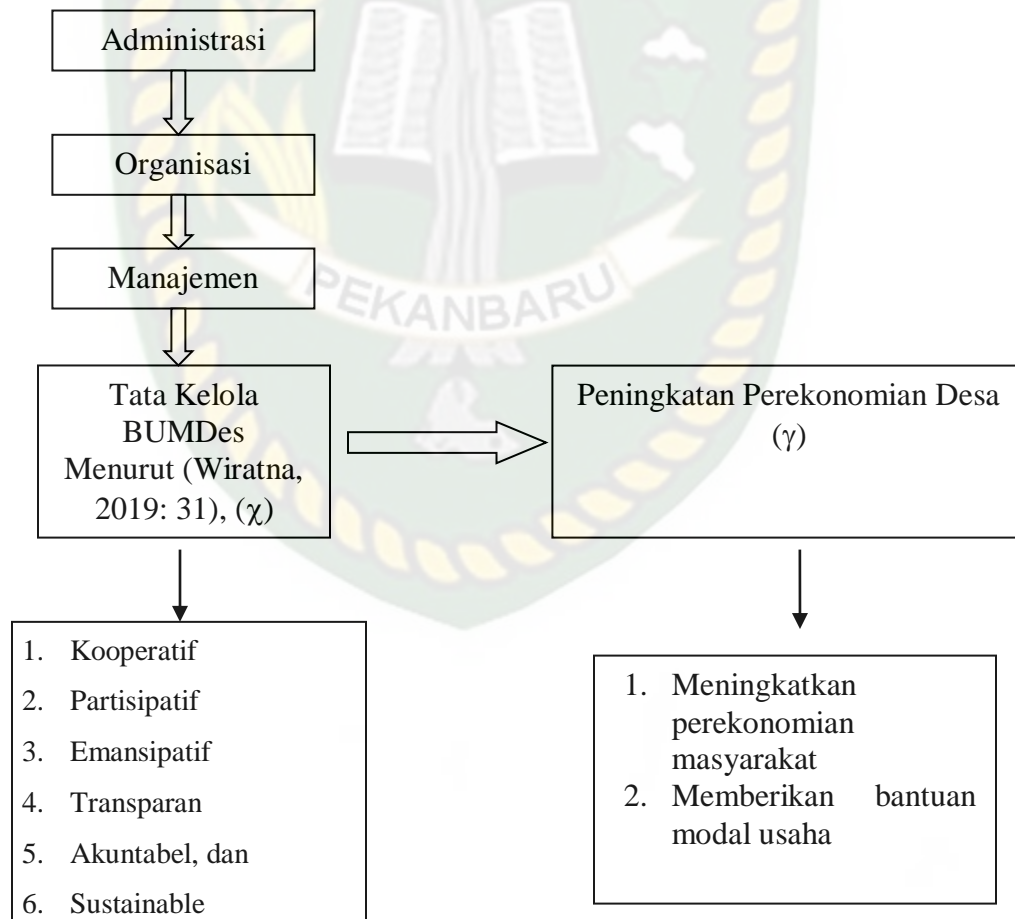 Administrasi
Organisasi
Manajemen
PEKANBARU
Tata Kelola
BUMDes
Menurut (Wiratna,
2019: 31), (χ)
Peningkatan Perekonomian Desa
(γ)
1. Kooperatif
2. Partisipatif
3. Emansipatif
4. Transparan
5. Akuntabel, dan
6. Sustainable
1. Meningkatkan
perekonomian
masyarakat
2. Memberikan bantuan
modal usaha